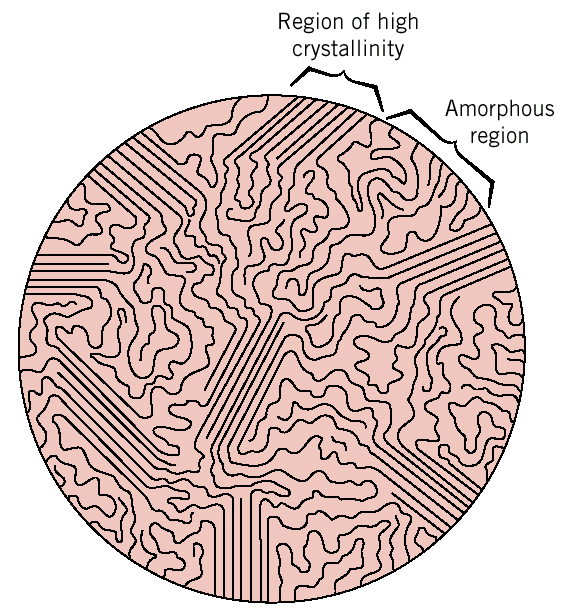 Region of high
crystallinity
Amorphous
region